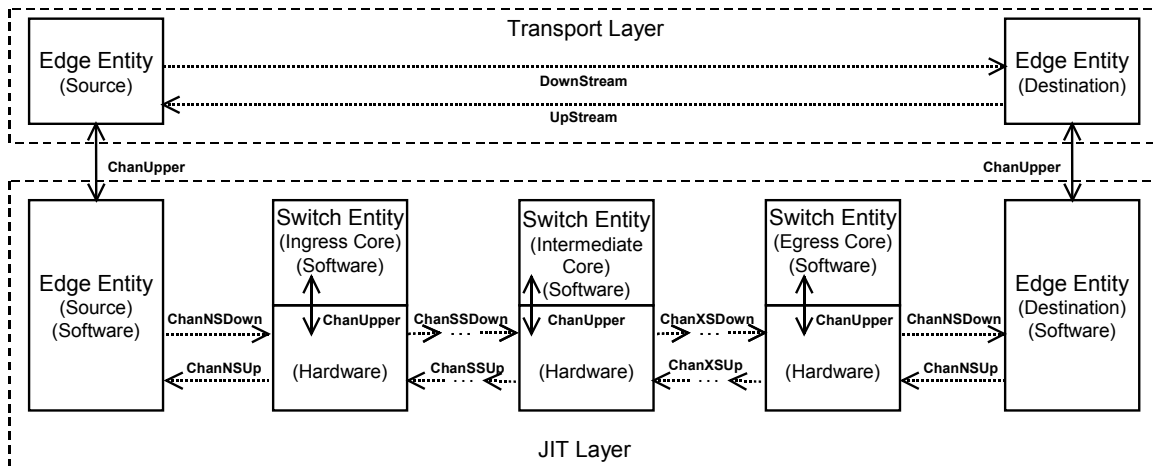 Transport Layer
Edge Entity
(Source)
DownStream
UpStream
Edge Entity
(Destination)
ChanUpper
ChanUpper
Edge Entity
(Source)
(Software)
ChanNSDown
ChanNSUp
Switch Entity
(Ingress Core)
(Software)
ChanUpper
(Hardware)
ChanSSDown
...
ChanSSUp
...
Switch Entity
(Intermediate
Core)
(Software)
ChanUpper
(Hardware)
ChanXSDown
...
ChanXSUp
...
Switch Entity
(Egress Core)
(Software)
ChanUpper
(Hardware)
ChanNSDown
ChanNSUp
Edge Entity
(Destination)
(Software)
JIT Layer